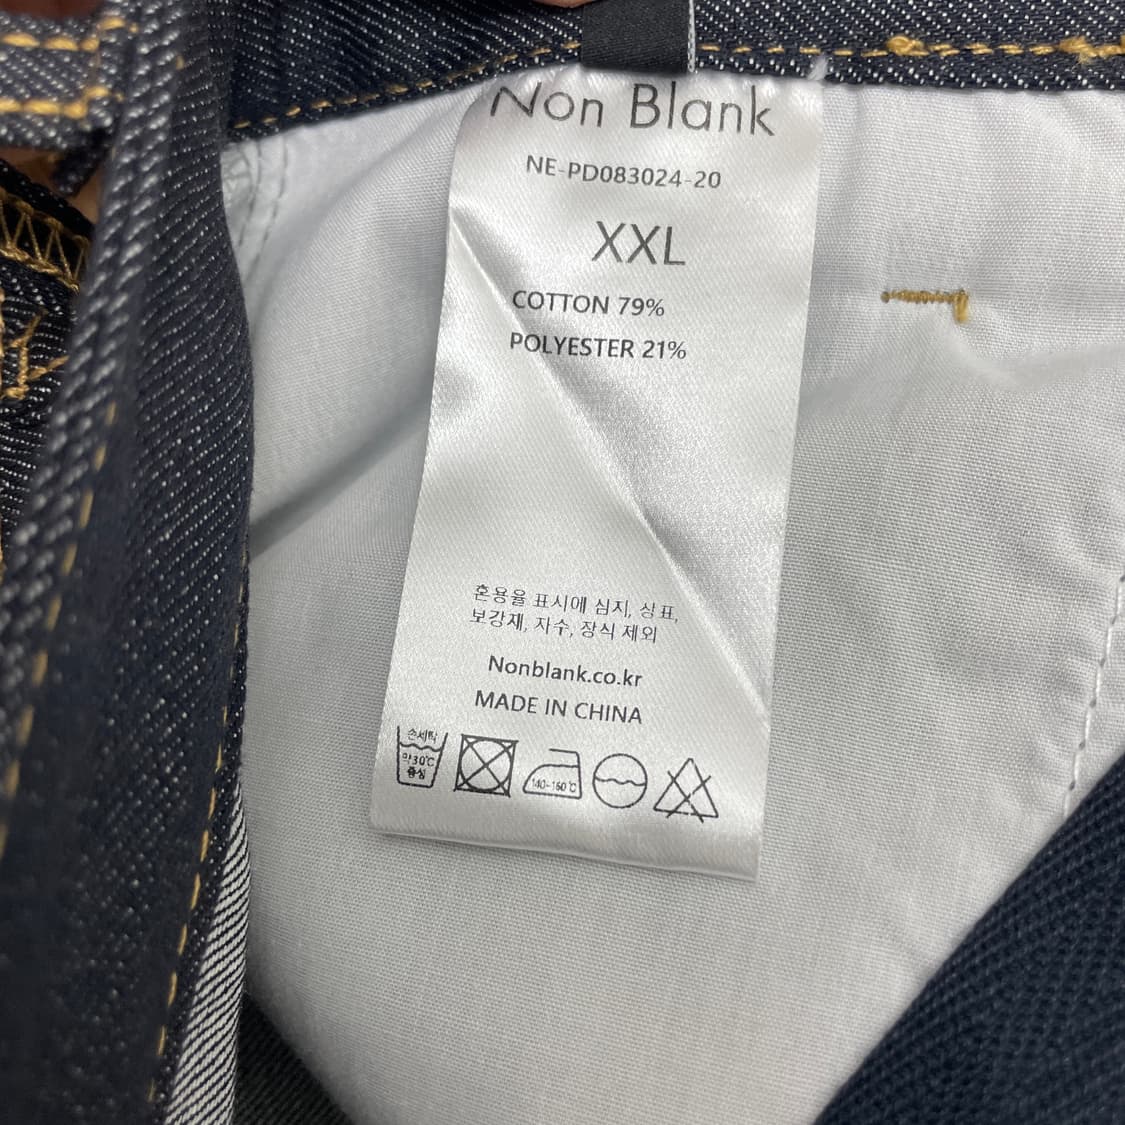 Non Blank
NE-PD083024-20
XXL
COTTON 79%
POLYESTER 21%
혼용율 표시에 심지, 상표,
보강재, 자수, 장식 제외
Nonblank.co.kr
MADE IN CHINA
손세탁
약30℃
중성
140~160℃